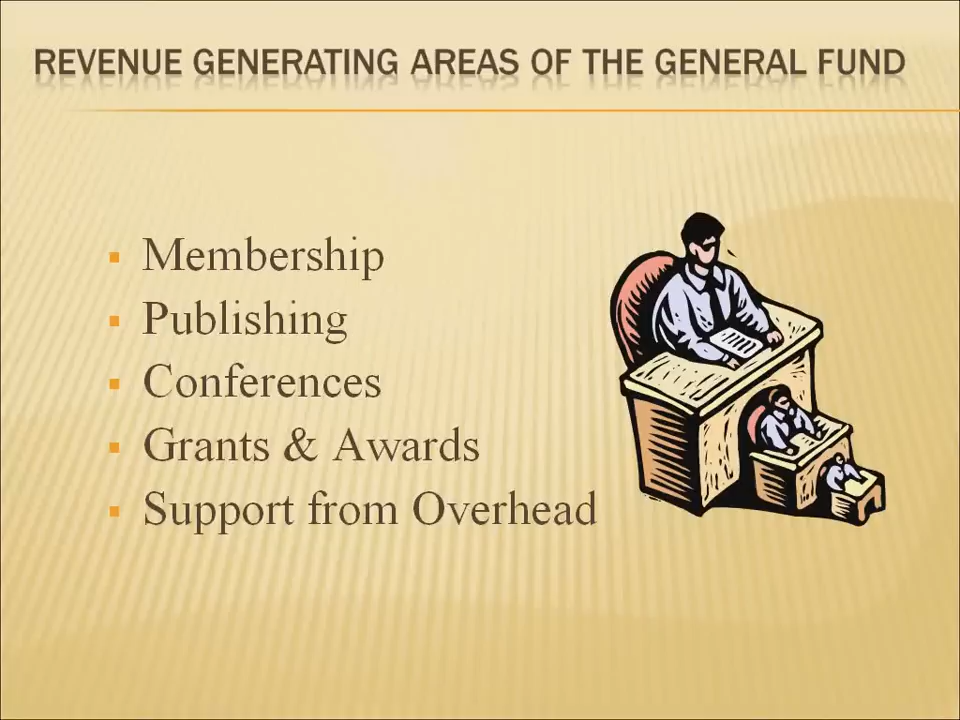 REVENUE GENERATING AREAS OF THE GENERAL FUND
Membership
Publishing
Conferences
Grants & Awards
Support from Overhead